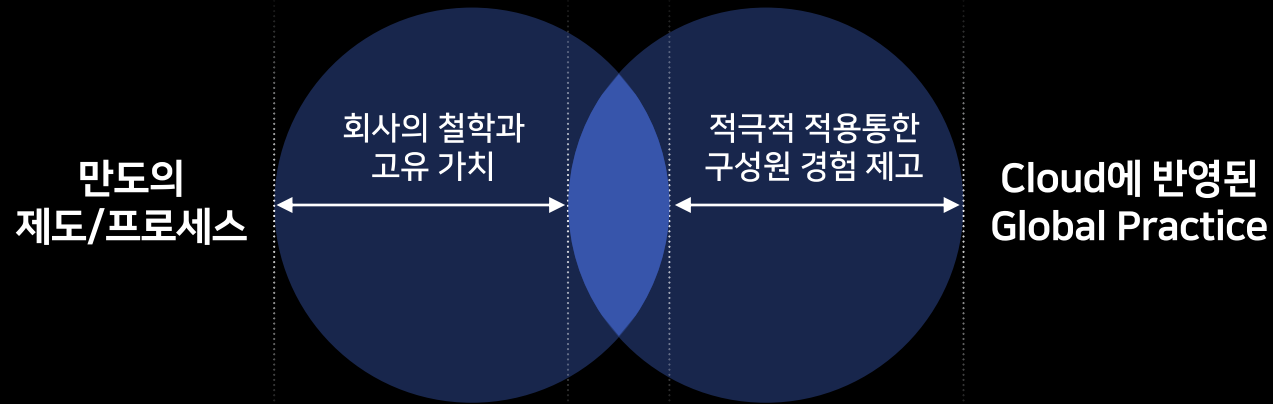 만도의
제도/프로세스
회사의 철학과
고유 가치
적극적 적용통한
구성원 경험 제고
Cloud에 반영된
Global Practice